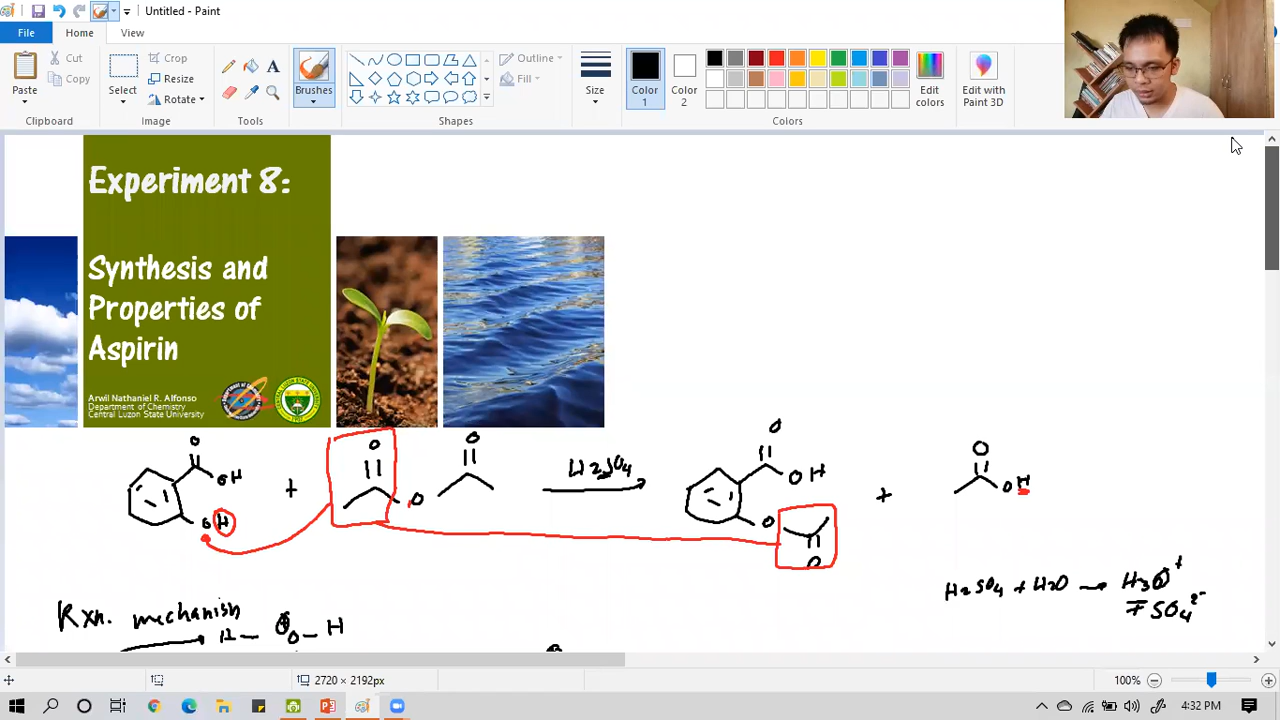 Untitled - Paint
File Home View
Paste
Cut
Copy
Clipboard
Select
Crop
Resize
Rotate
Image
Tools
Brushes
Shapes
Outline
Fill
Size
Color 1
Color 2
Edit colors
Edit with Paint 3D
Colors
Experiment 8:
Synthesis and
Properties of
Aspirin
Arwil Nathaniel R. Alfonso
Department of Chemistry
Central Luzon State University
O O O O
OH + O H2SO4 OH + OH
OH O
O
H2SO4 + H2O → H3O+
+ SO4 2-
Rxn. mechanism
H - O - H
2720 × 2192px
100%
4:32 PM